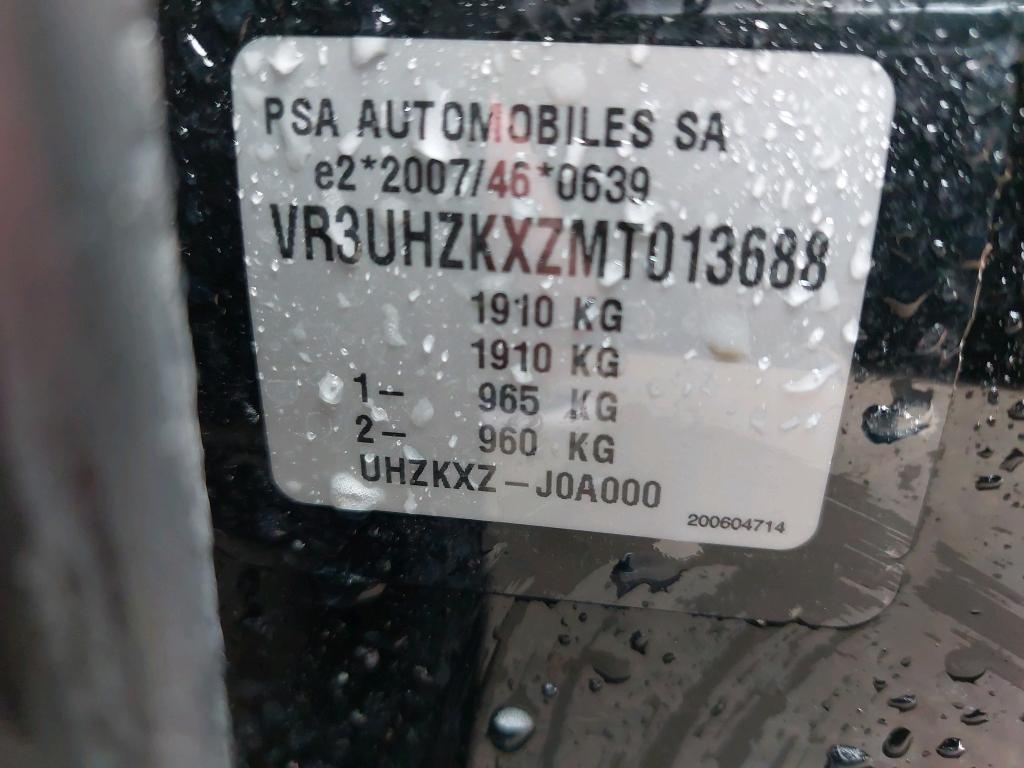 PSA AUTOMOBILES SA
e2*2007/46*0639
VR3UHZKXZMT013688
1910 KG
1910 KG
1- 965 KG
2- 960 KG
UHZKXZ-J0A000
200604714